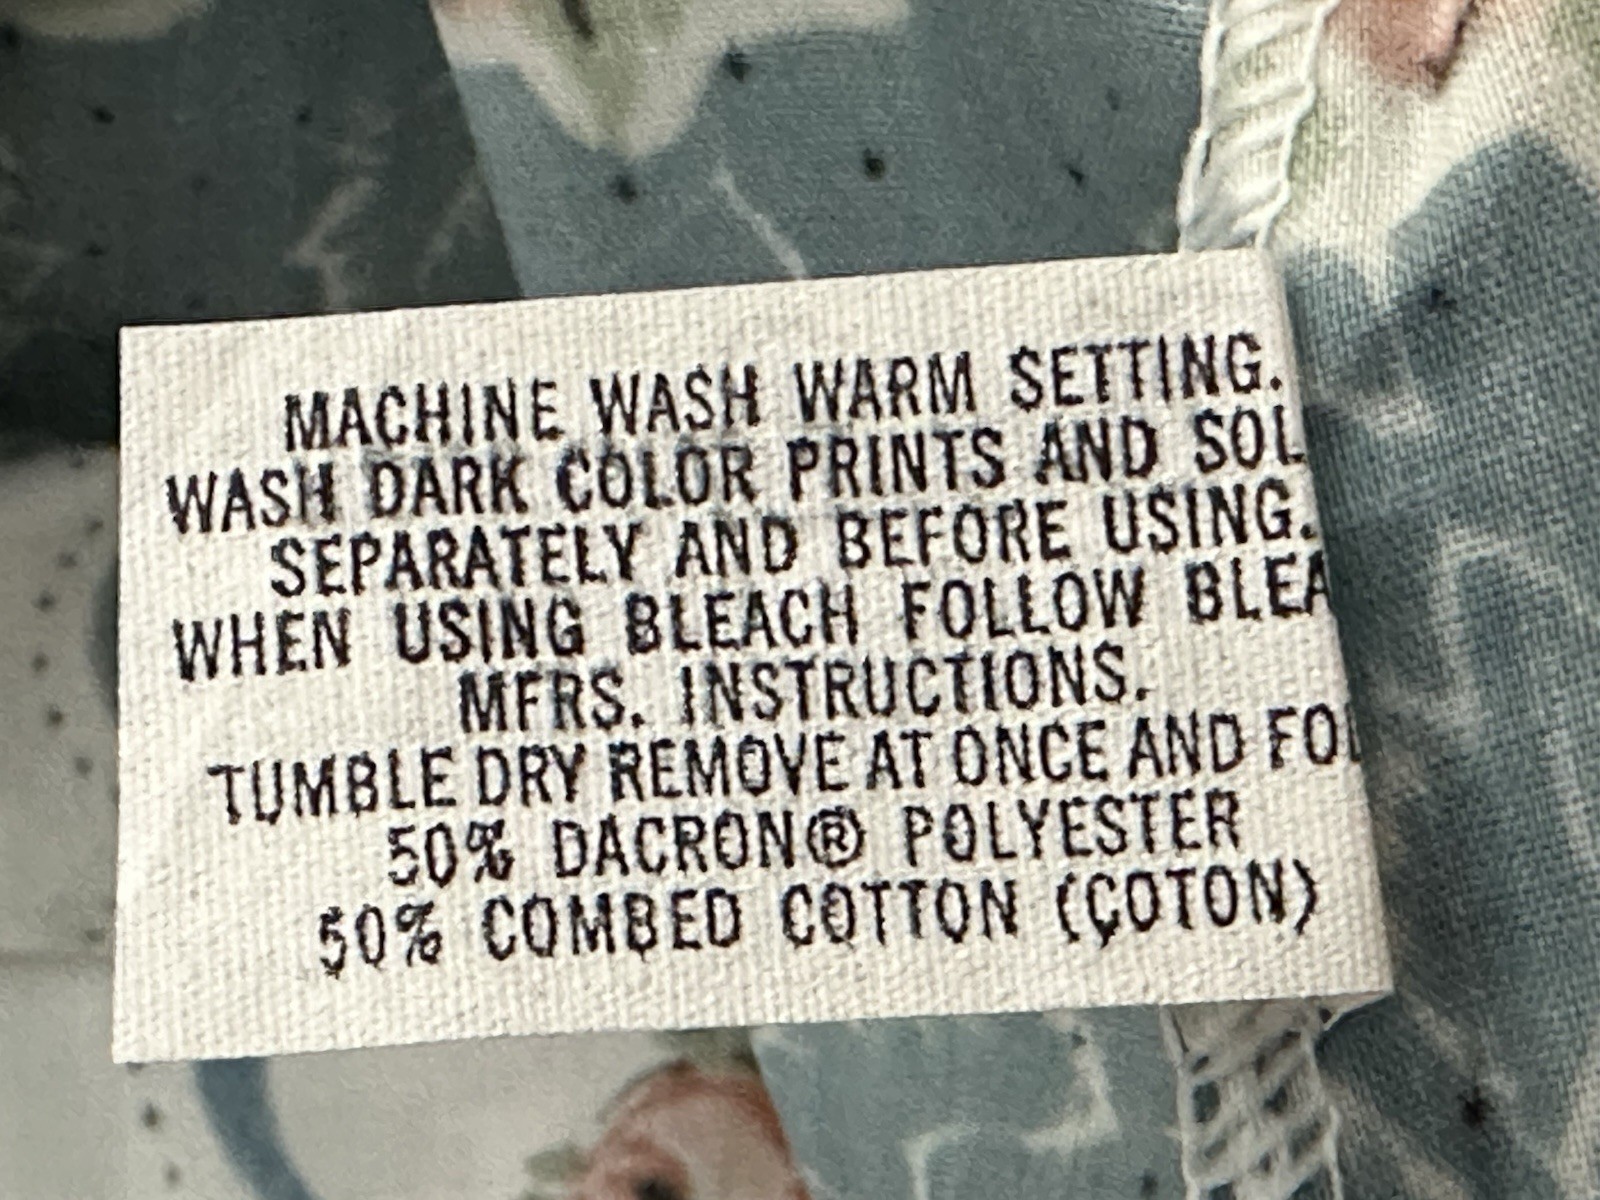 MACHINE WASH WARM SETTING.
WASH DARK COLOR PRINTS AND SOL
SEPARATELY AND BEFORE USING.
WHEN USING BLEACH FOLLOW BLEA
MFRS. INSTRUCTIONS.
TUMBLE DRY REMOVE AT ONCE AND FOL
50% DACRON® POLYESTER
50% COMBED COTTON (COTON)